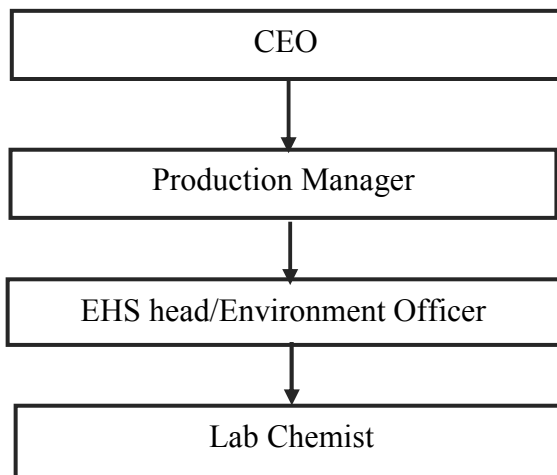 CEO
Production Manager
EHS head/Environment Officer
Lab Chemist